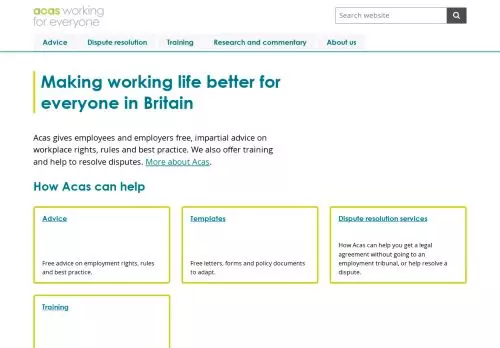 acas working
for everyone
Search website
Advice Dispute resolution Training Research and commentary About us
Making working life better for
everyone in Britain
Acas gives employees and employers free, impartial advice on
workplace rights, rules and best practice. We also offer training
and help to resolve disputes. More about Acas.
How Acas can help
Advice
Free advice on employment rights, rules
and best practice.
Templates
Free letters, forms and policy documents
to adapt.
Dispute resolution services
How Acas can help you get a legal
agreement without going to an
employment tribunal, or help resolve a
dispute.
Training